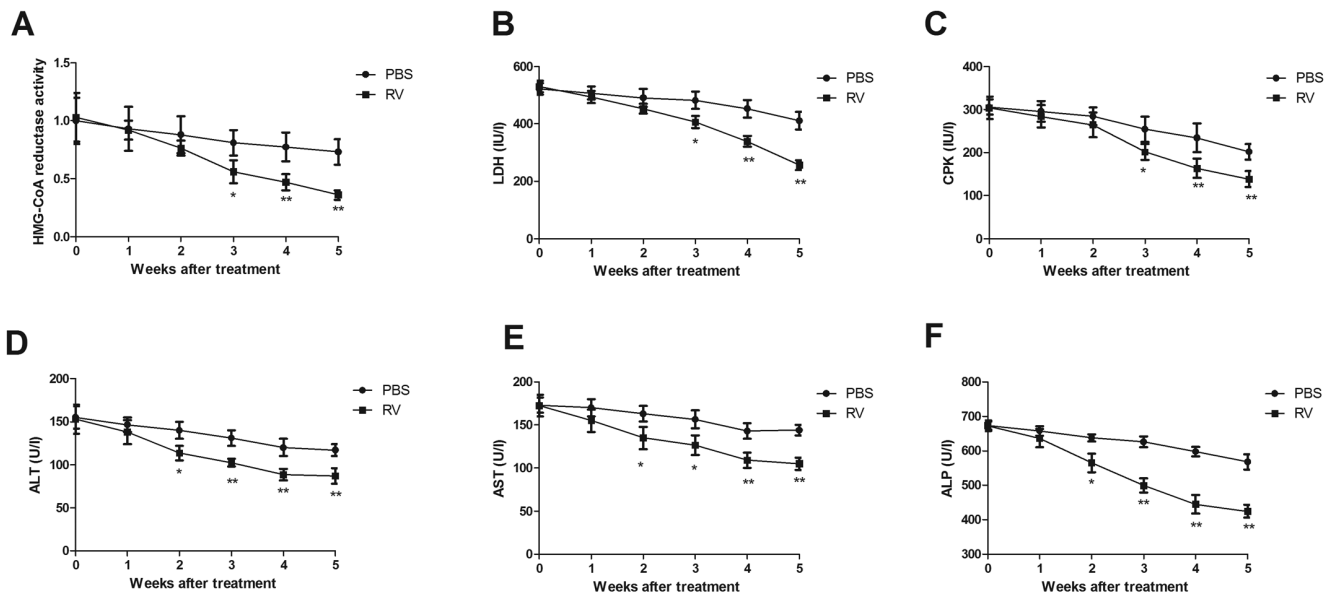 A
HMG-CoA reductase activity
1.5
1.0
0.5
0.0
0 1 2 3 4 5
Weeks after treatment
PBS
RV
*
**
**
B
LDH (IU/l)
600
400
200
0
0 1 2 3 4 5
Weeks after treatment
PBS
RV
*
**
**
C
CPK (IU/l)
400
300
200
100
0
0 1 2 3 4 5
Weeks after treatment
PBS
RV
*
**
**
D
ALT (U/l)
200
150
100
50
0
0 1 2 3 4 5
Weeks after treatment
PBS
RV
*
**
**
**
E
AST (U/l)
200
150
100
50
0
0 1 2 3 4 5
Weeks after treatment
PBS
RV
*
*
**
**
F
ALP (U/l)
800
700
600
500
400
300
0 1 2 3 4 5
Weeks after treatment
PBS
RV
*
**
**
**